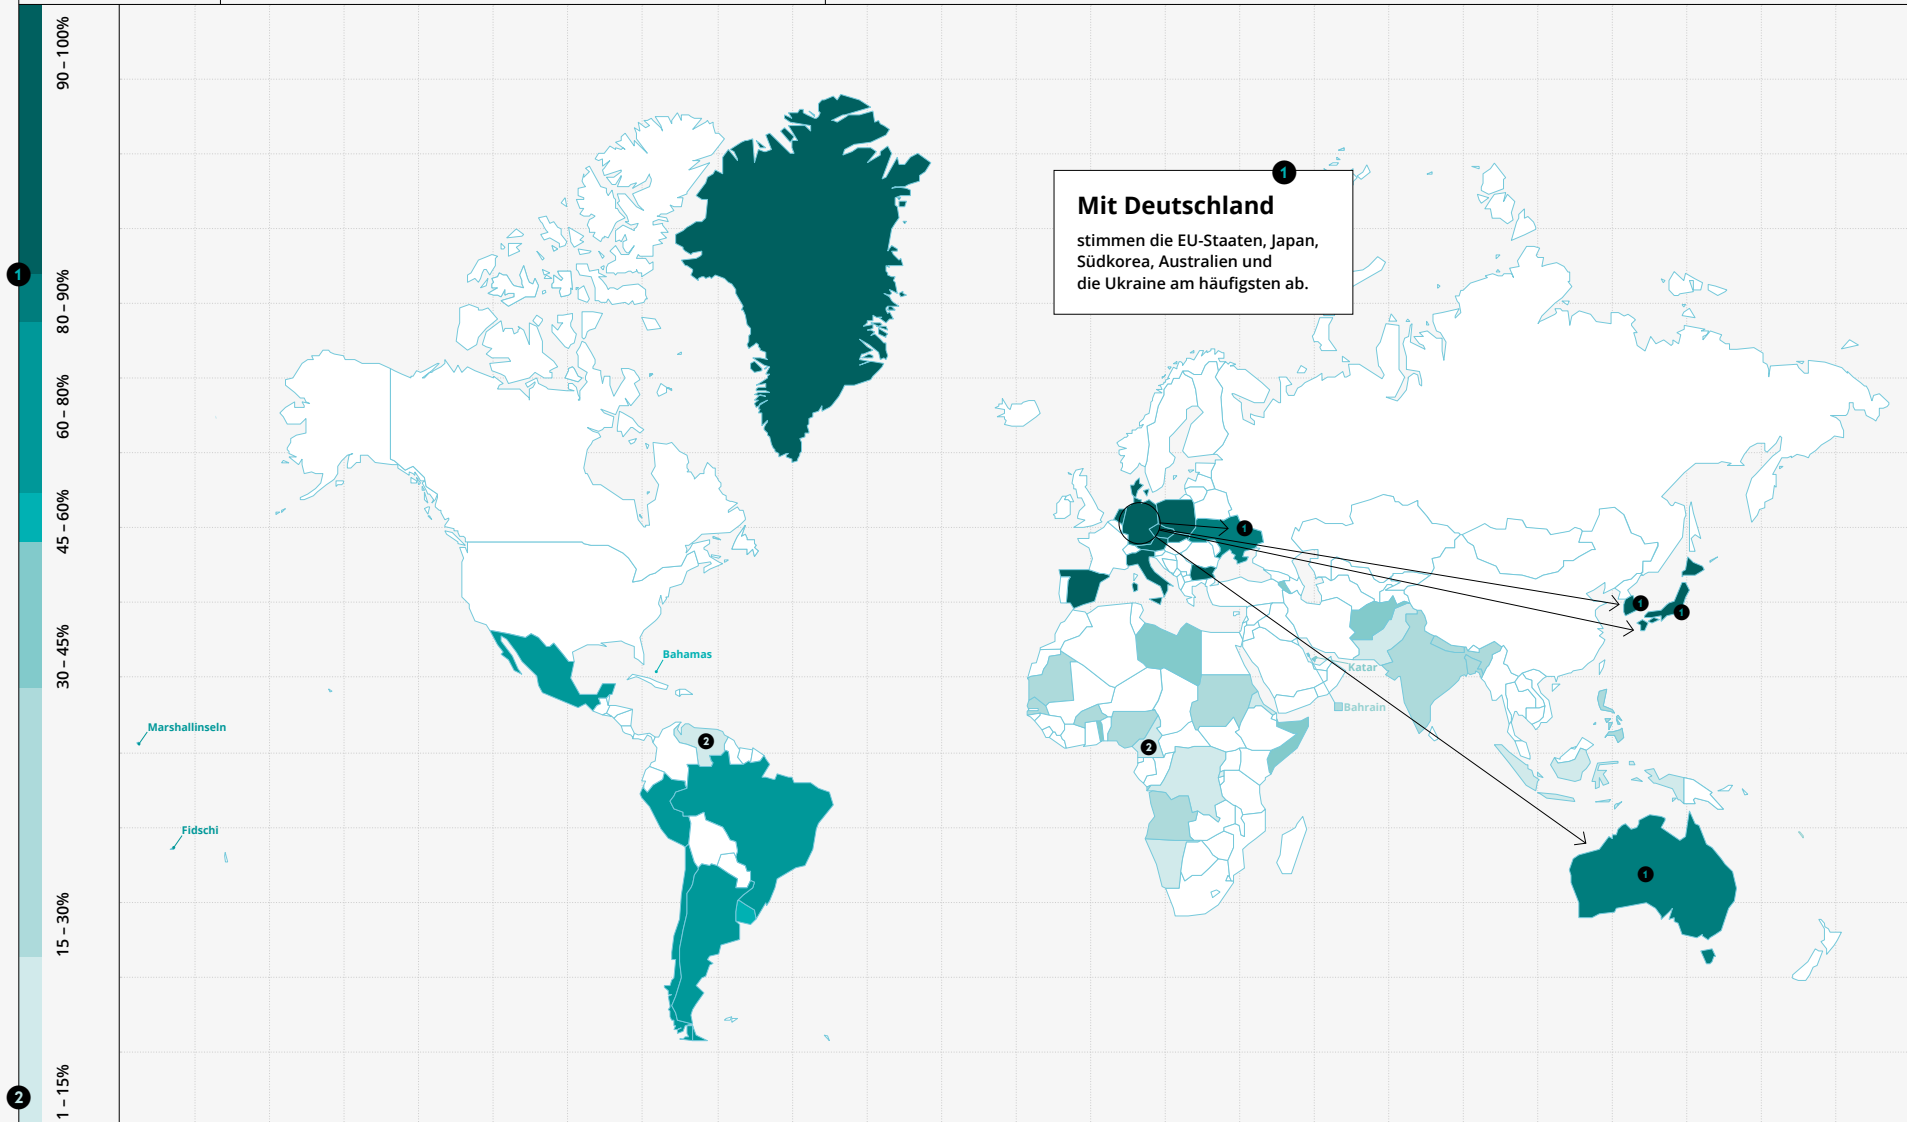 90 – 100%
80 – 90%
60 – 80%
45 – 60%
30 – 45%
15 – 30%
1 – 15%
1
2
1
Mit Deutschland
stimmen die EU-Staaten, Japan,
Südkorea, Australien und
die Ukraine am häufigsten ab.
1
1
1
Bahamas
Katar
Bahrain
Marshallinseln
2
2
Fidschi
1